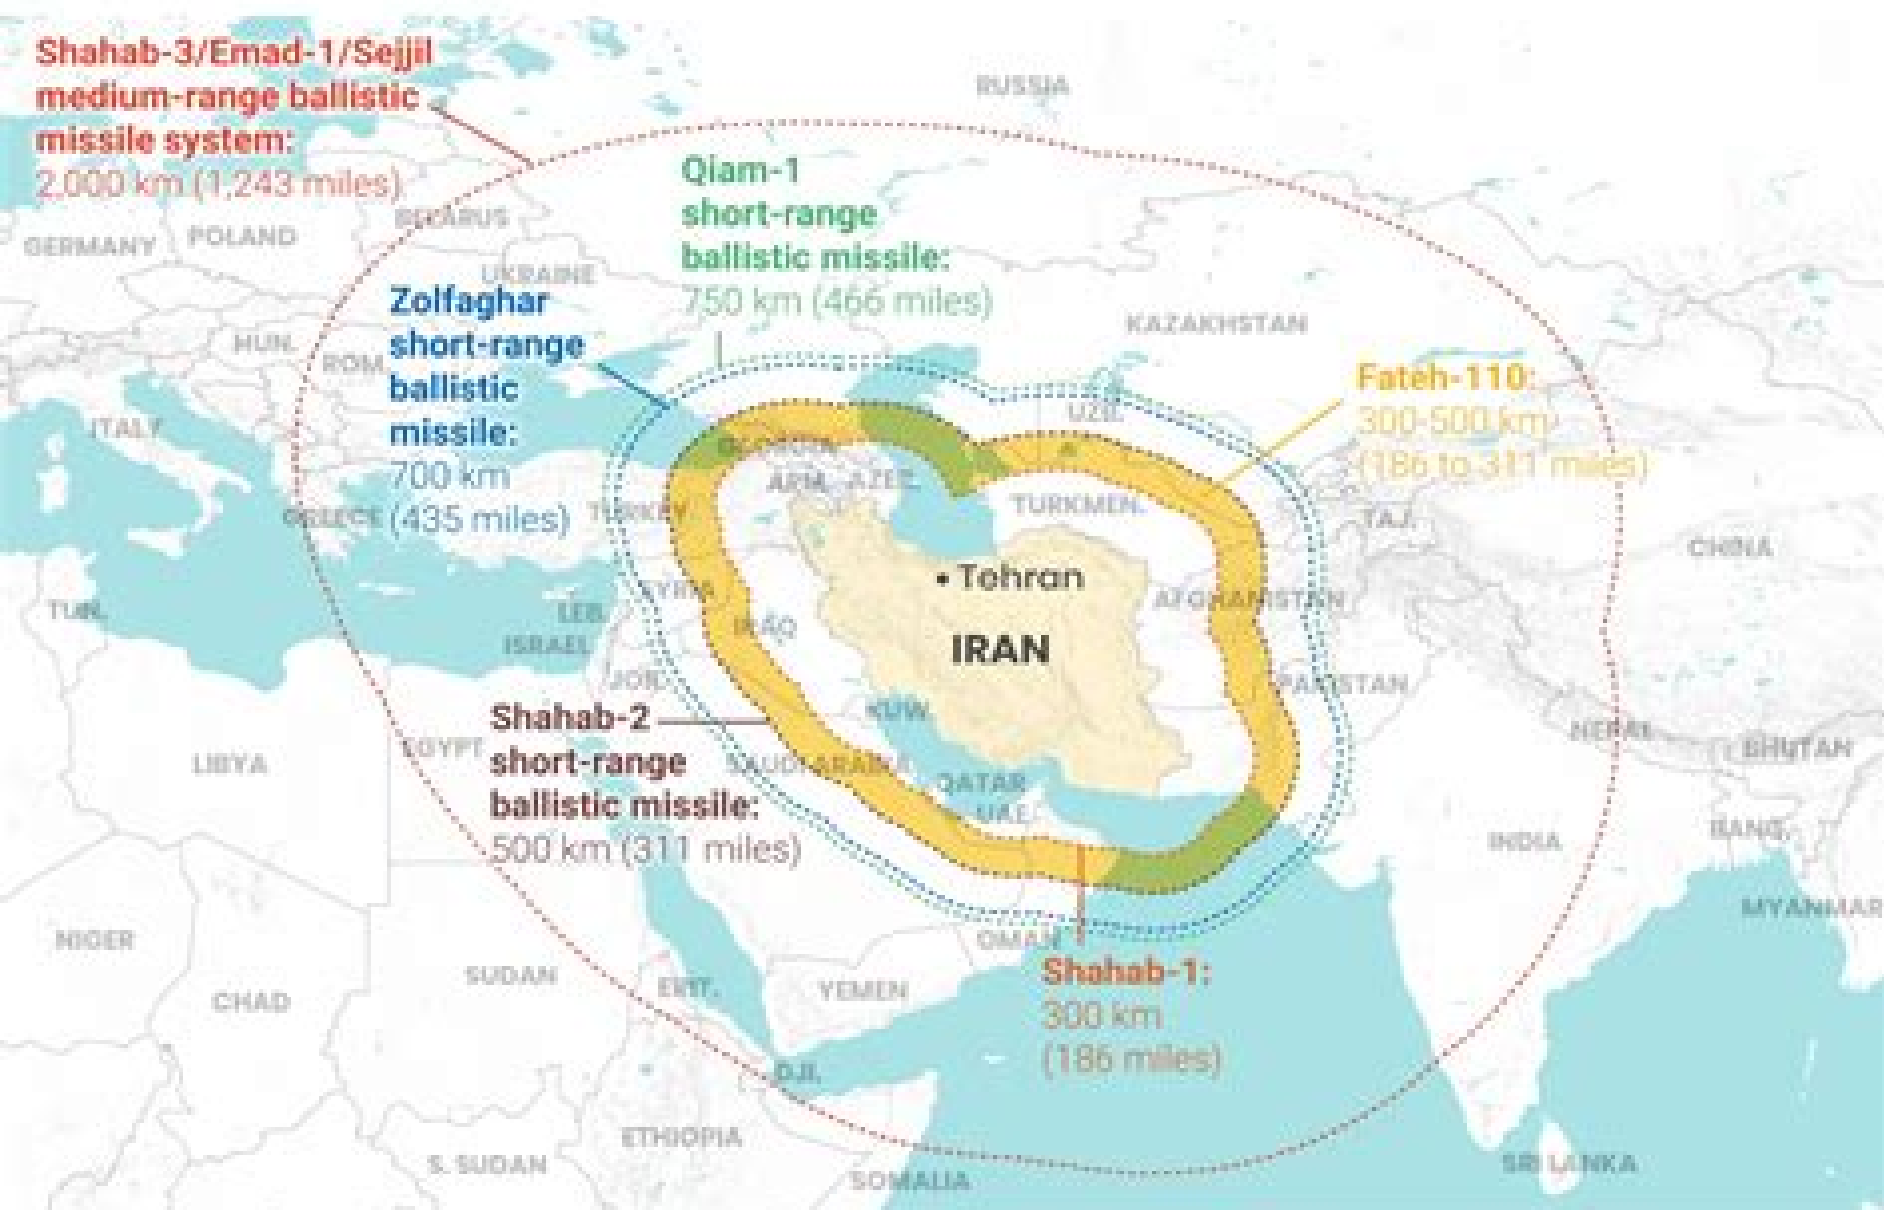 Shahab-3/Emad-1/Sejjil
medium-range ballistic
missile system:
2,000 km (1,243 miles)
RUSSIA
Qiam-1
short-range
ballistic missile:
750 km (466 miles)
BELARUS
GERMANY
POLAND
UKRAINE
Zolfaghar
short-range
ballistic
missile:
700 km
(435 miles)
KAZAKHSTAN
HUN.
ROM.
Fateh-110:
300-500 km
(186 to 311 miles)
UZB.
ITALY
GEORGIA
ARM.
AZER.
TURKMEN.
GREECE
TURKEY
TAJ.
CHINA
Tehran
TUN.
LEB.
SYRIA
AFGHANISTAN
IRAQ
ISRAEL
IRAN
JOR.
PAKISTAN
KUW.
Shahab-2
short-range
ballistic missile:
500 km (311 miles)
NEPAL
BHUTAN
LIBYA
EGYPT
SAUDI ARABIA
QATAR
UAE
BANG.
INDIA
MYANMAR
NIGER
OMAN
SUDAN
ERIT.
YEMEN
Shahab-1:
300 km
(186 miles)
CHAD
DJI.
ETHIOPIA
S. SUDAN
SOMALIA
SRI LANKA